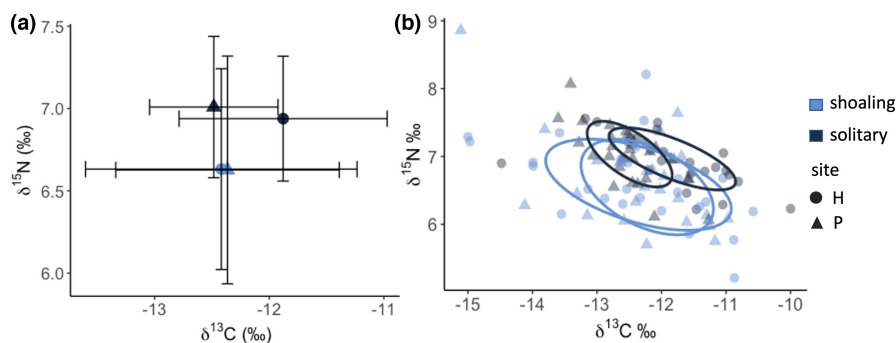 (a)
7.5
7.0
6.5
6.0
δ15N (‰)
-13
-12
-11
δ13C (‰)
(b)
9
8
7
6
δ15N ‰
-15
-14
-13
-12
-11
-10
δ13C ‰
shoaling
solitary
site
H
P